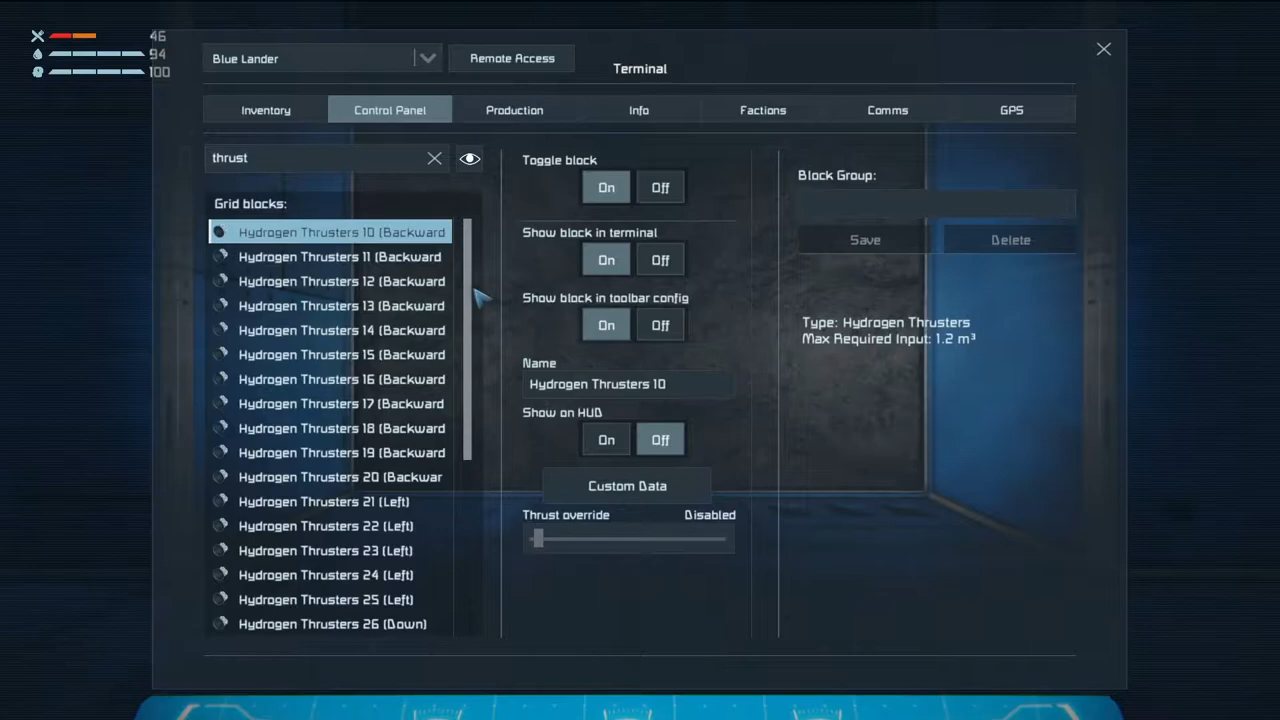 46
94
100
Blue Lander
Remote Access
Terminal
Inventory
Control Panel
Production
Info
Factions
Comms
GPS
thrust
Grid blocks:
Hydrogen Thrusters 10 (Backward
Hydrogen Thrusters 11 (Backward
Hydrogen Thrusters 12 (Backward
Hydrogen Thrusters 13 (Backward
Hydrogen Thrusters 14 (Backward
Hydrogen Thrusters 15 (Backward
Hydrogen Thrusters 16 (Backward
Hydrogen Thrusters 17 (Backward
Hydrogen Thrusters 18 (Backward
Hydrogen Thrusters 19 (Backward
Hydrogen Thrusters 20 (Backwar
Hydrogen Thrusters 21 (Left)
Hydrogen Thrusters 22 (Left)
Hydrogen Thrusters 23 (Left)
Hydrogen Thrusters 24 (Left)
Hydrogen Thrusters 25 (Left)
Hydrogen Thrusters 26 (Down)
Toggle block
On Off
Show block in terminal
On Off
Show block in toolbar config
On Off
Name
Hydrogen Thrusters 10
Show on HUD
On Off
Custom Data
Thrust override Disabled
Block Group:
Save
Delete
Type: Hydrogen Thrusters
Max Required Input: 1.2 m³